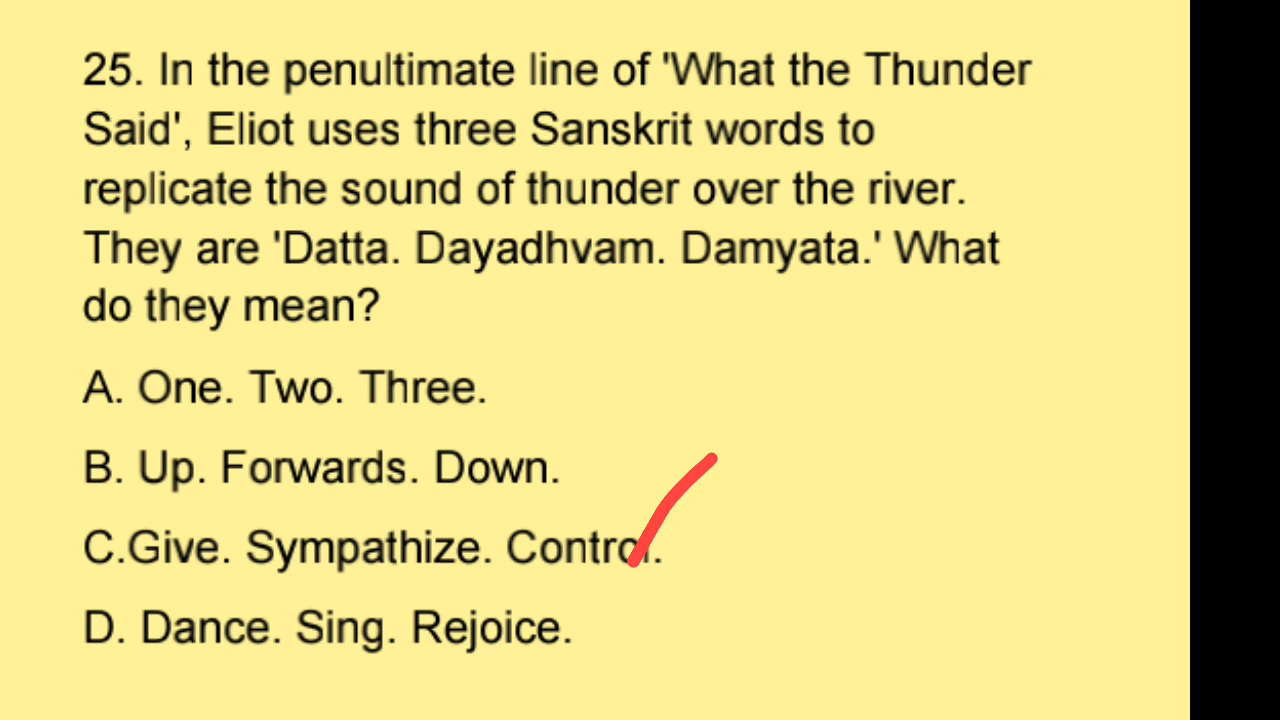 25. In the penultimate line of 'What the Thunder
Said', Eliot uses three Sanskrit words to
replicate the sound of thunder over the river.
They are 'Datta. Dayadhvam. Damyata.' What
do they mean?
A. One. Two. Three.
B. Up. Forwards. Down.
C.Give. Sympathize. Control.
D. Dance. Sing. Rejoice.